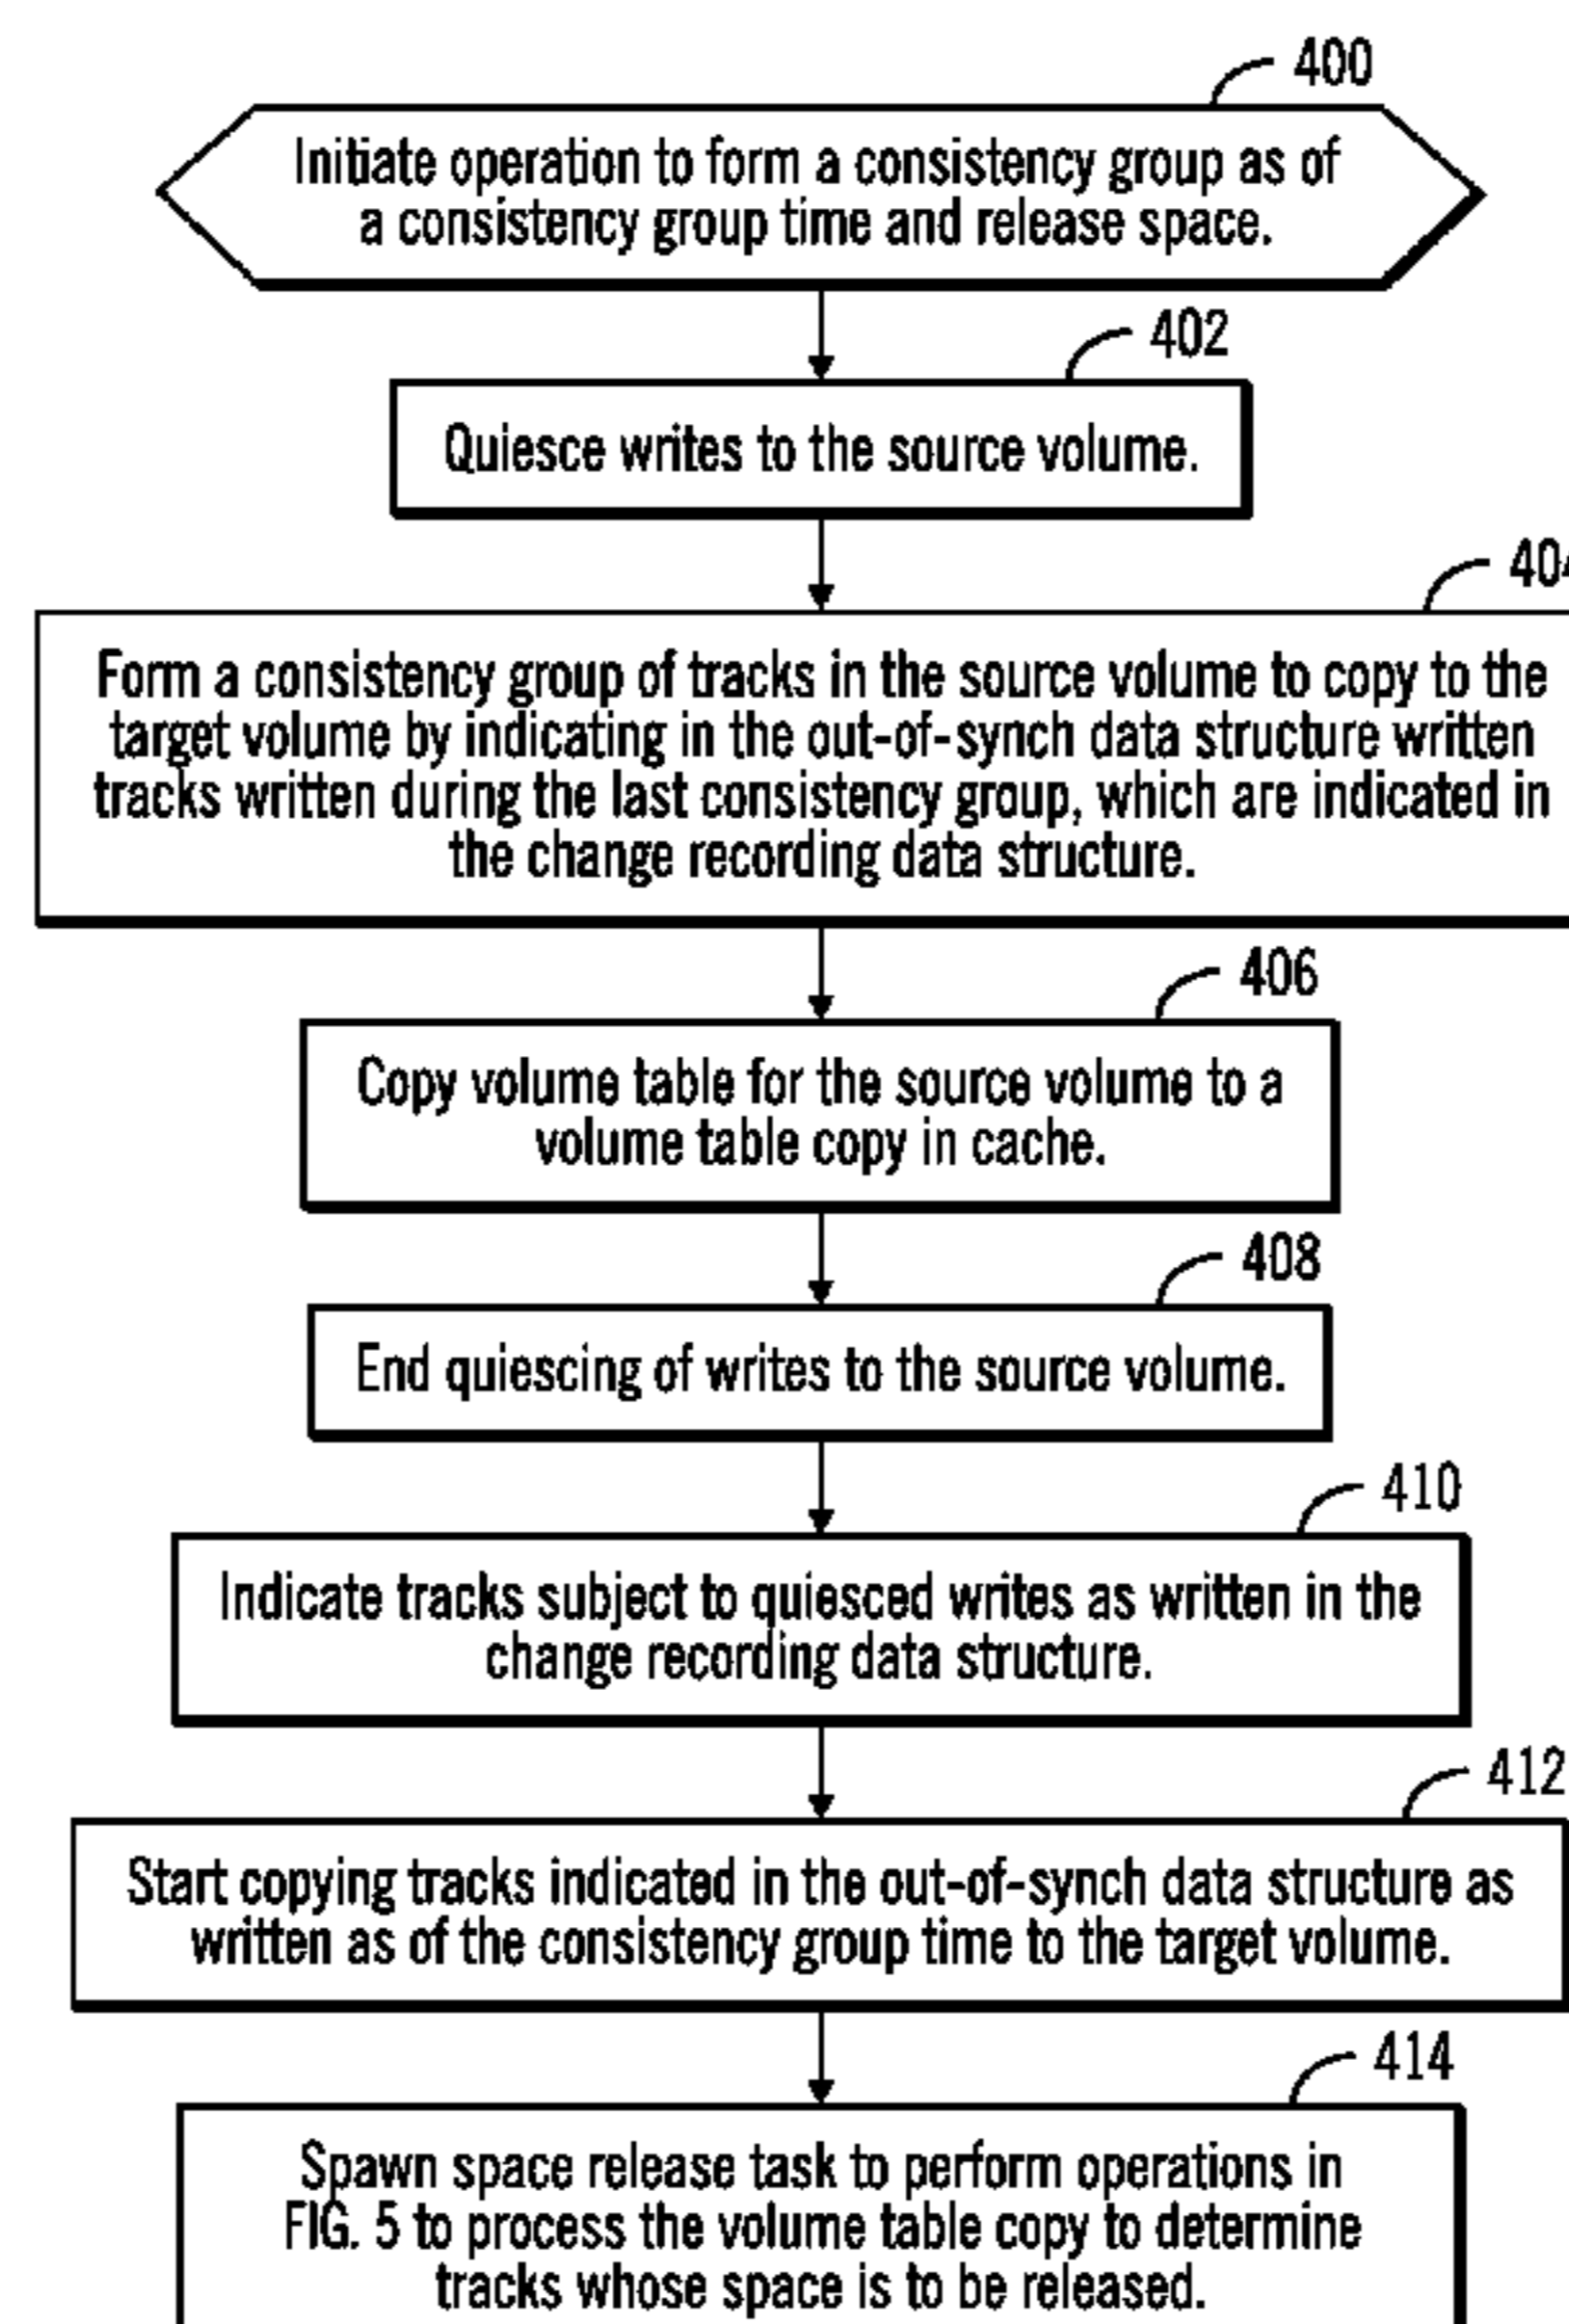 400
Initiate operation to form a consistency group as of
a consistency group time and release space.
402
Quiesce writes to the source volume.
404
Form a consistency group of tracks in the source volume to copy to the
target volume by indicating in the out-of-synch data structure written
tracks written during the last consistency group, which are indicated in
the change recording data structure.
406
Copy volume table for the source volume to a
volume table copy in cache.
408
End quiescing of writes to the source volume.
410
Indicate tracks subject to quiesced writes as written in the
change recording data structure.
412
Start copying tracks indicated in the out-of-synch data structure as
written as of the consistency group time to the target volume.
414
Spawn space release task to perform operations in
FIG. 5 to process the volume table copy to determine
tracks whose space is to be released.